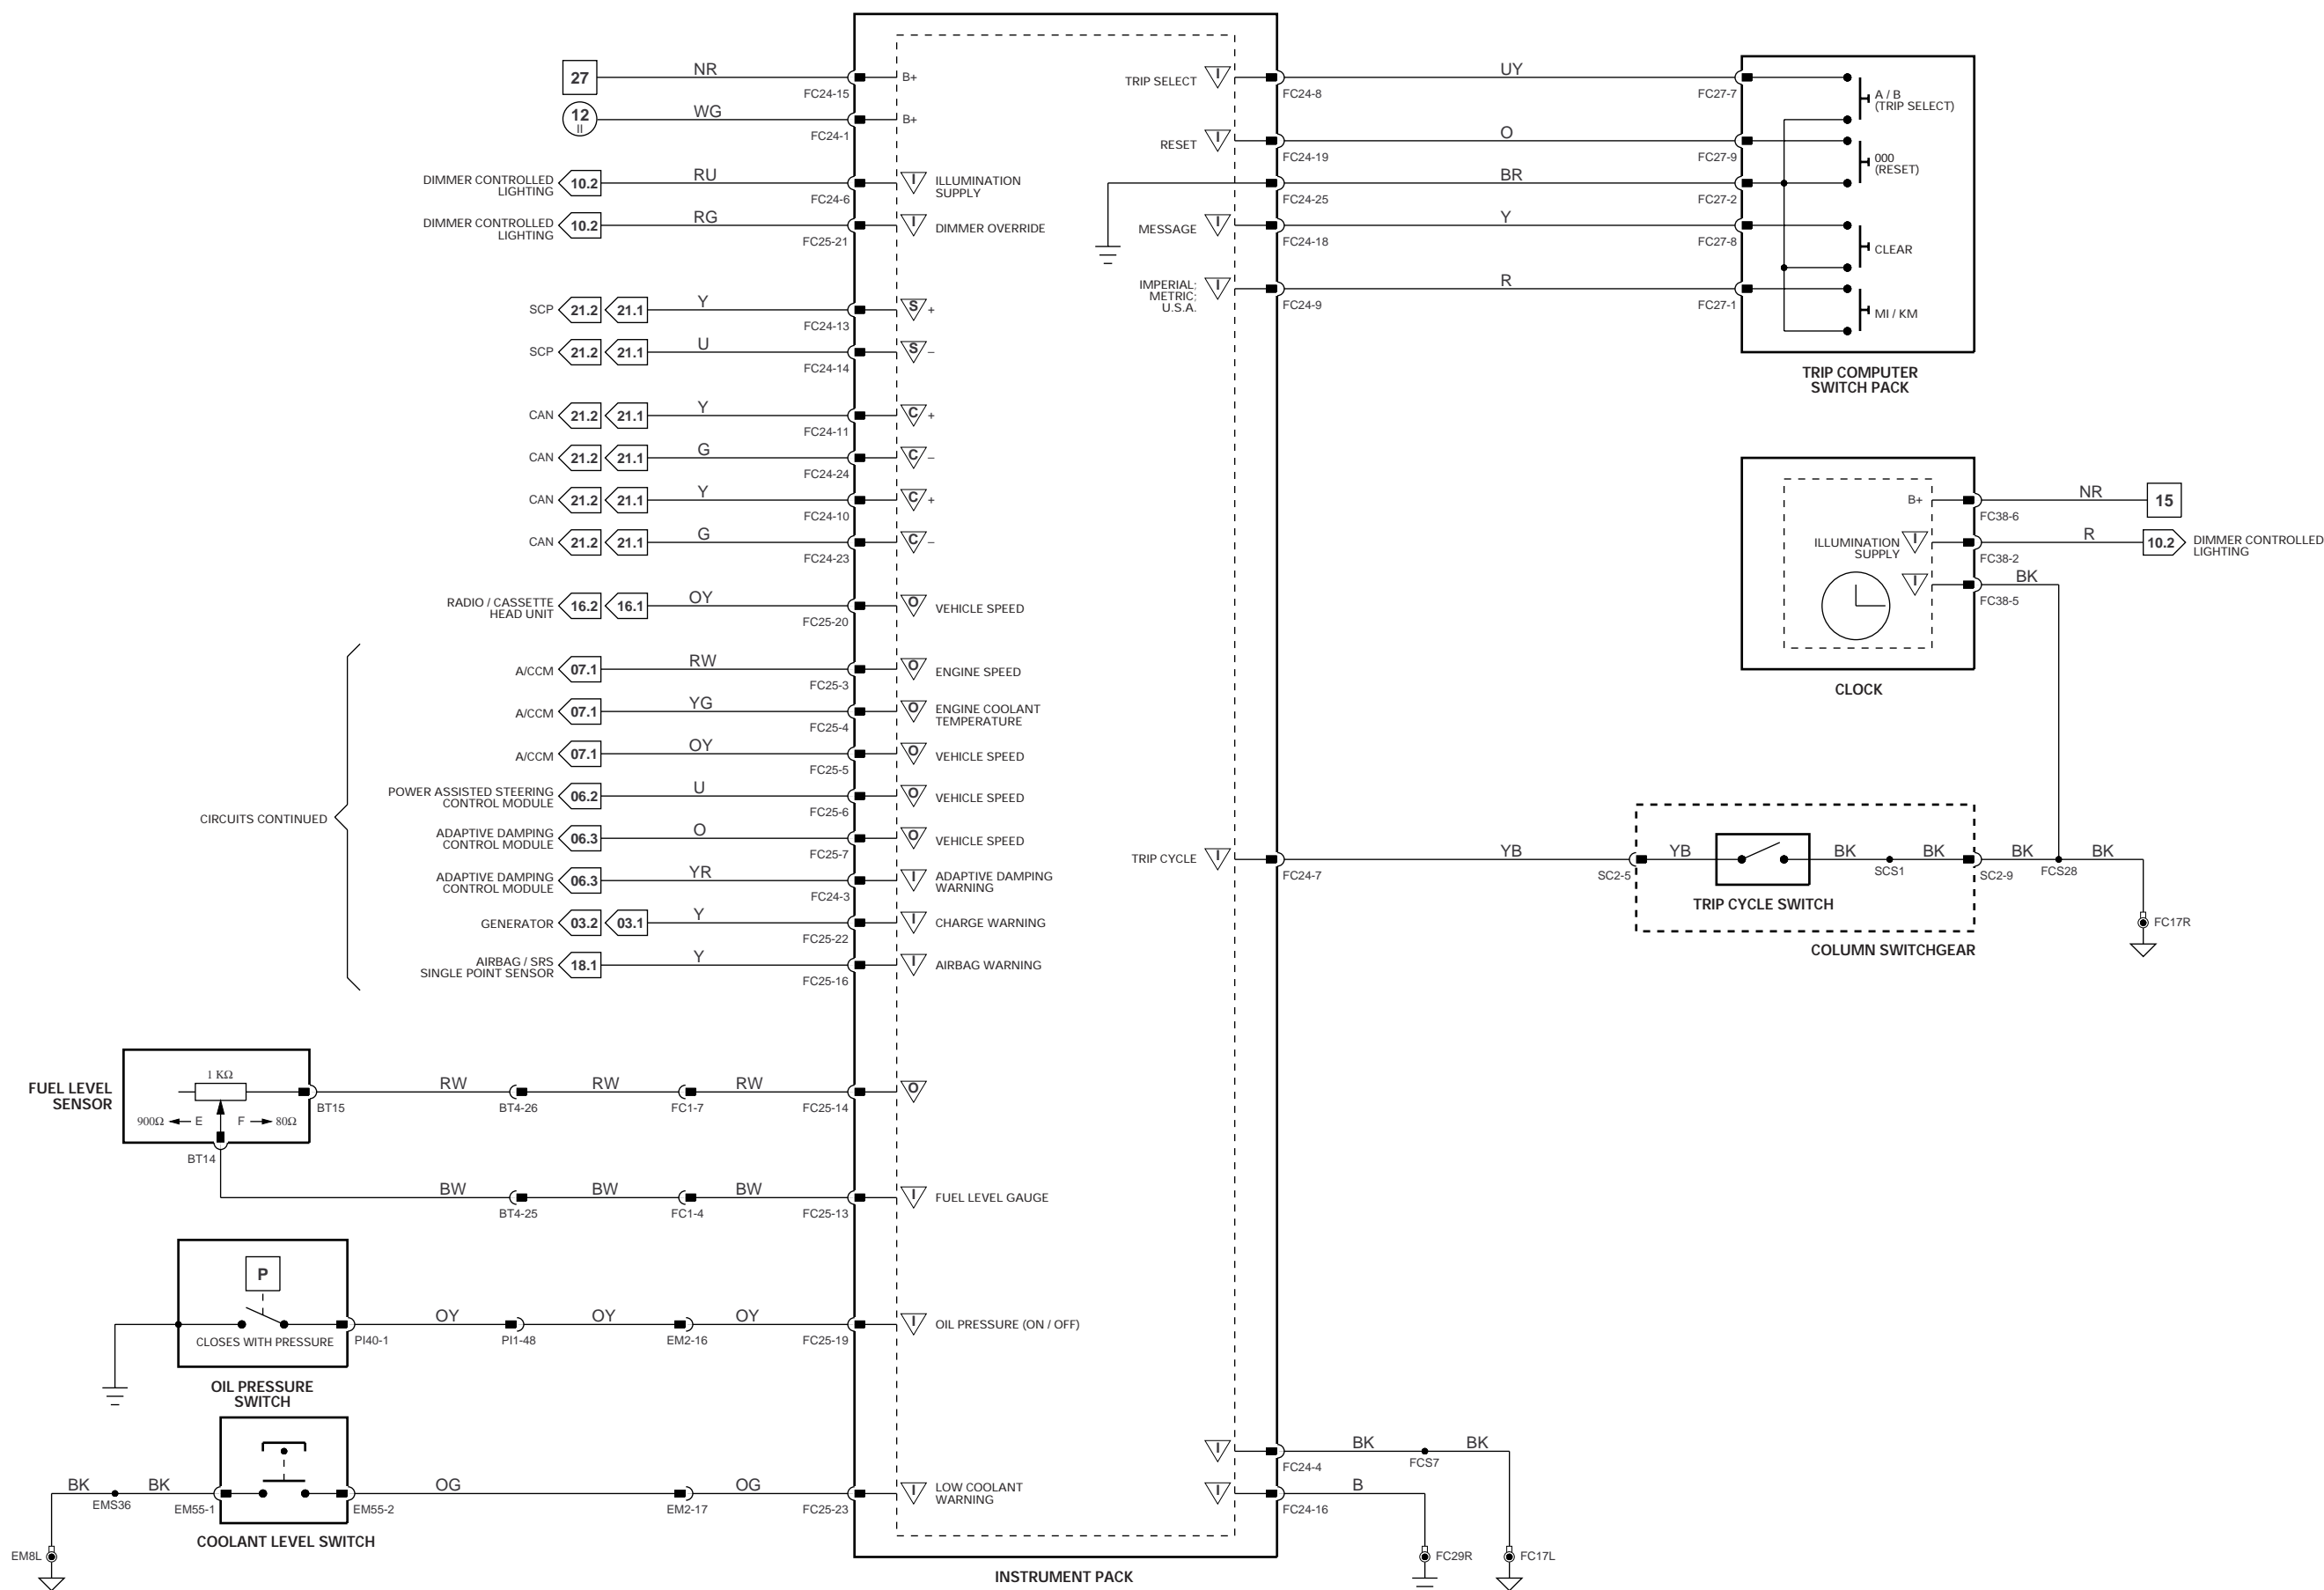 27
NR
FC24-15
B+
12
II
WG
FC24-1
B+
DIMMER CONTROLLED
LIGHTING
10.2
RU
FC24-6
ILLUMINATION
SUPPLY
I
DIMMER CONTROLLED
LIGHTING
10.2
RG
FC25-21
I
DIMMER OVERRIDE
SCP
21.2
21.1
Y
FC24-13
S
+
SCP
21.2
21.1
U
FC24-14
S
–
CAN
21.2
21.1
Y
FC24-11
C
+
CAN
21.2
21.1
G
FC24-24
C
–
CAN
21.2
21.1
Y
FC24-10
C
+
CAN
21.2
21.1
G
FC24-23
C
–
RADIO / CASSETTE
HEAD UNIT
16.2
16.1
OY
FC25-20
O
VEHICLE SPEED
CIRCUITS CONTINUED
A/CCM
07.1
RW
FC25-3
O
ENGINE SPEED
A/CCM
07.1
YG
FC25-4
O
ENGINE COOLANT
TEMPERATURE
A/CCM
07.1
OY
FC25-5
O
VEHICLE SPEED
POWER ASSISTED STEERING
CONTROL MODULE
06.2
U
FC25-6
O
VEHICLE SPEED
ADAPTIVE DAMPING
CONTROL MODULE
06.3
O
FC25-7
O
VEHICLE SPEED
ADAPTIVE DAMPING
CONTROL MODULE
06.3
YR
FC24-3
I
ADAPTIVE DAMPING
WARNING
GENERATOR
03.2
03.1
Y
FC25-22
I
CHARGE WARNING
AIRBAG / SRS
SINGLE POINT SENSOR
18.1
Y
FC25-16
I
AIRBAG WARNING
FUEL LEVEL
SENSOR
1 KΩ
900Ω
E
F
80Ω
BT15
BT14
RW
BT4-26
RW
FC1-7
RW
FC25-14
O
BW
BT4-25
BW
FC1-4
BW
FC25-13
I
FUEL LEVEL GAUGE
P
CLOSES WITH PRESSURE
OIL PRESSURE
SWITCH
PI40-1
OY
PI1-48
OY
EM2-16
OY
FC25-19
I
OIL PRESSURE (ON / OFF)
EM8L
BK
EMS36
BK
EM55-1
EM55-2
COOLANT LEVEL SWITCH
OG
EM2-17
OG
FC25-23
I
LOW COOLANT
WARNING
INSTRUMENT PACK
TRIP SELECT
I
FC24-8
UY
FC27-7
A / B
(TRIP SELECT)
RESET
I
FC24-19
O
FC27-9
000
(RESET)
FC24-25
BR
FC27-2
MESSAGE
I
FC24-18
Y
FC27-8
CLEAR
IMPERIAL;
METRIC;
U.S.A.
I
FC24-9
R
FC27-1
MI / KM
TRIP COMPUTER
SWITCH PACK
B+
FC38-6
NR
15
ILLUMINATION
SUPPLY
I
FC38-2
R
10.2
DIMMER CONTROLLED
LIGHTING
I
FC38-5
BK
CLOCK
TRIP CYCLE
I
FC24-7
YB
SC2-5
YB
TRIP CYCLE SWITCH
BK
SCS1
BK
SC2-9
BK
FCS28
BK
FC17R
COLUMN SWITCHGEAR
I
FC24-4
BK
FCS7
BK
FC17L
I
FC24-16
B
FC29R